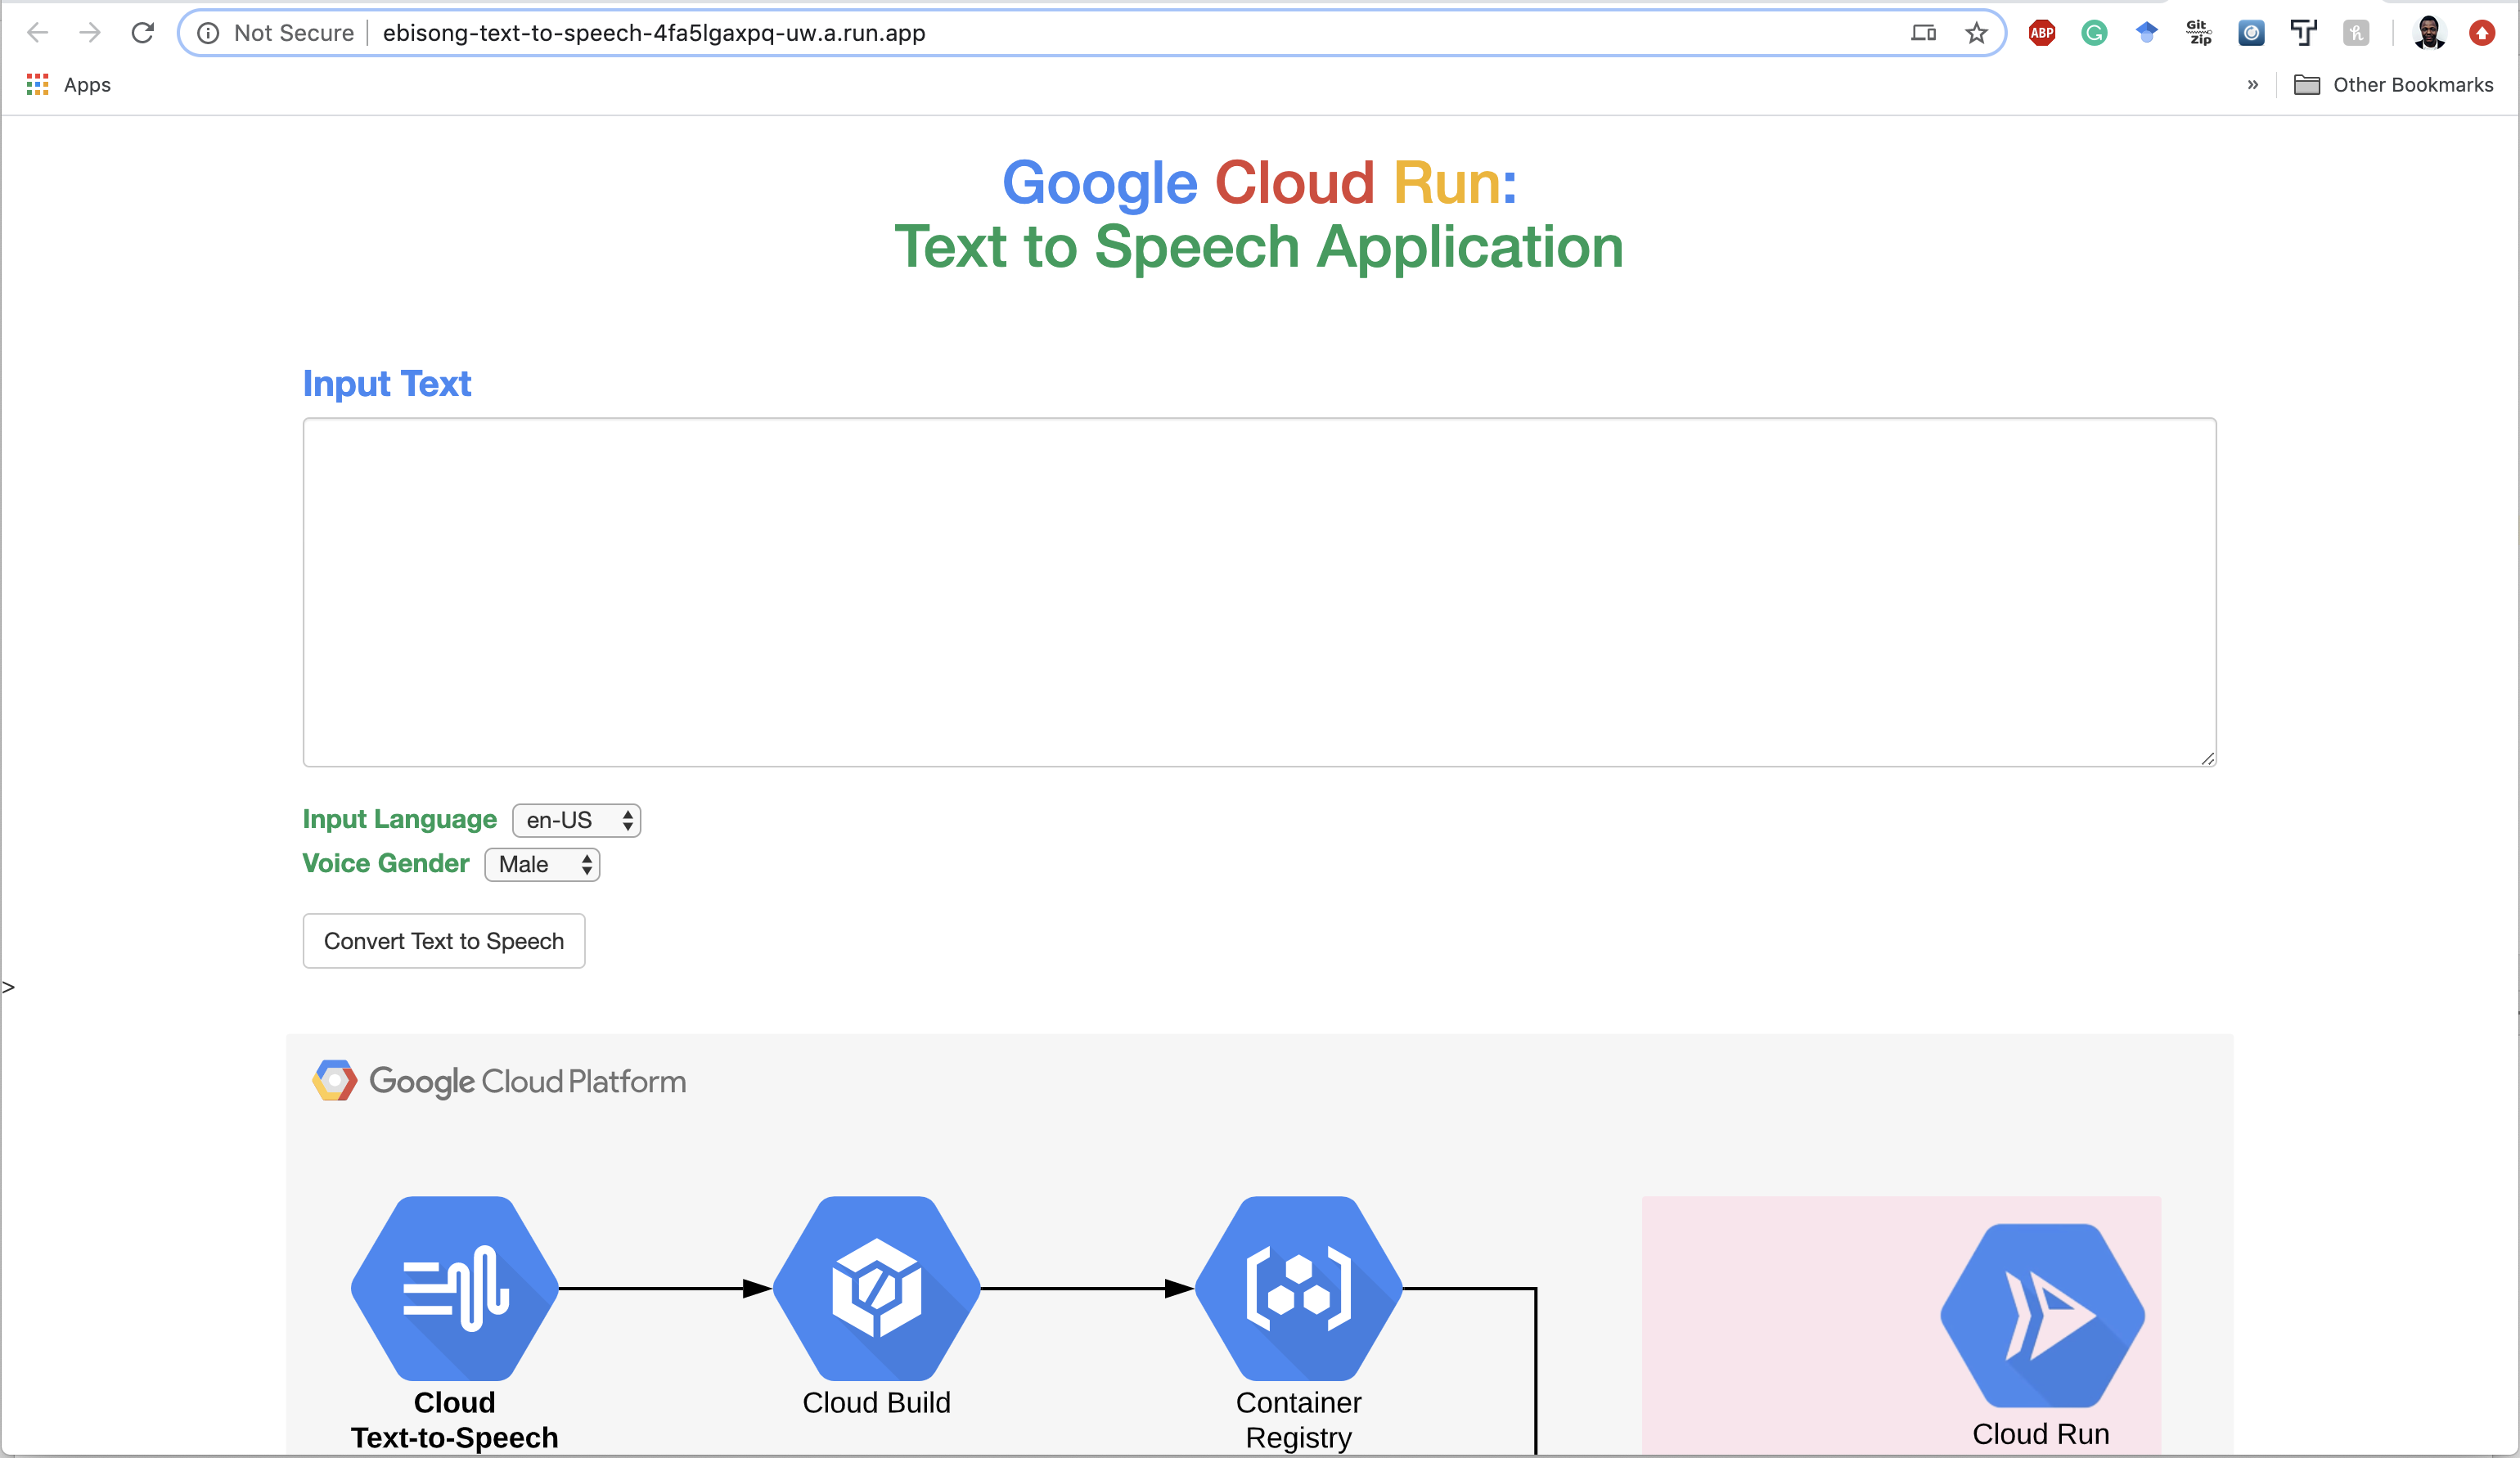 Not Secure ebisong-text-to-speech-4fa5lgaxpq-uw.a.run.app
ABP
G
Git Zip
Apps
» Other Bookmarks
Google Cloud Run:
Text to Speech Application
Input Text
Input Language en-US
Voice Gender Male
Convert Text to Speech
>
Google Cloud Platform
Cloud
Text-to-Speech
Cloud Build
Container
Registry
Cloud Run